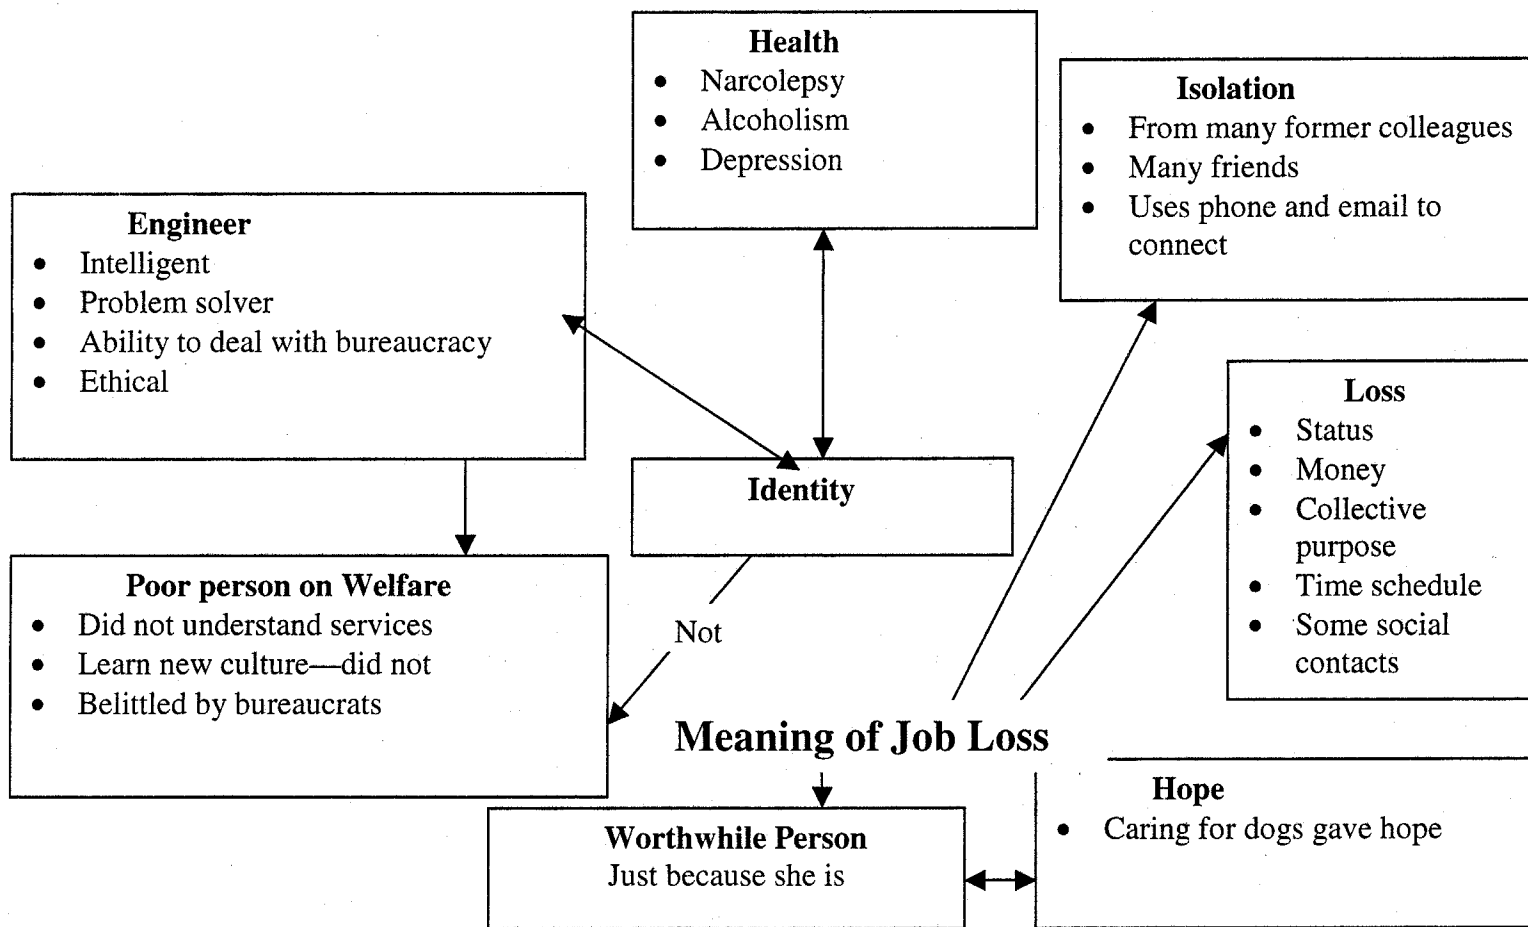 Health
• Narcolepsy
• Alcoholism
• Depression
Isolation
• From many former colleagues
• Many friends
• Uses phone and email to
connect
Engineer
• Intelligent
• Problem solver
• Ability to deal with bureaucracy
• Ethical
Loss
• Status
• Money
• Collective
purpose
• Time schedule
• Some social
contacts
Identity
Poor person on Welfare
• Did not understand services
• Learn new culture—did not
• Belittled by bureaucrats
Not
Meaning of Job Loss
Hope
• Caring for dogs gave hope
Worthwhile Person
Just because she is